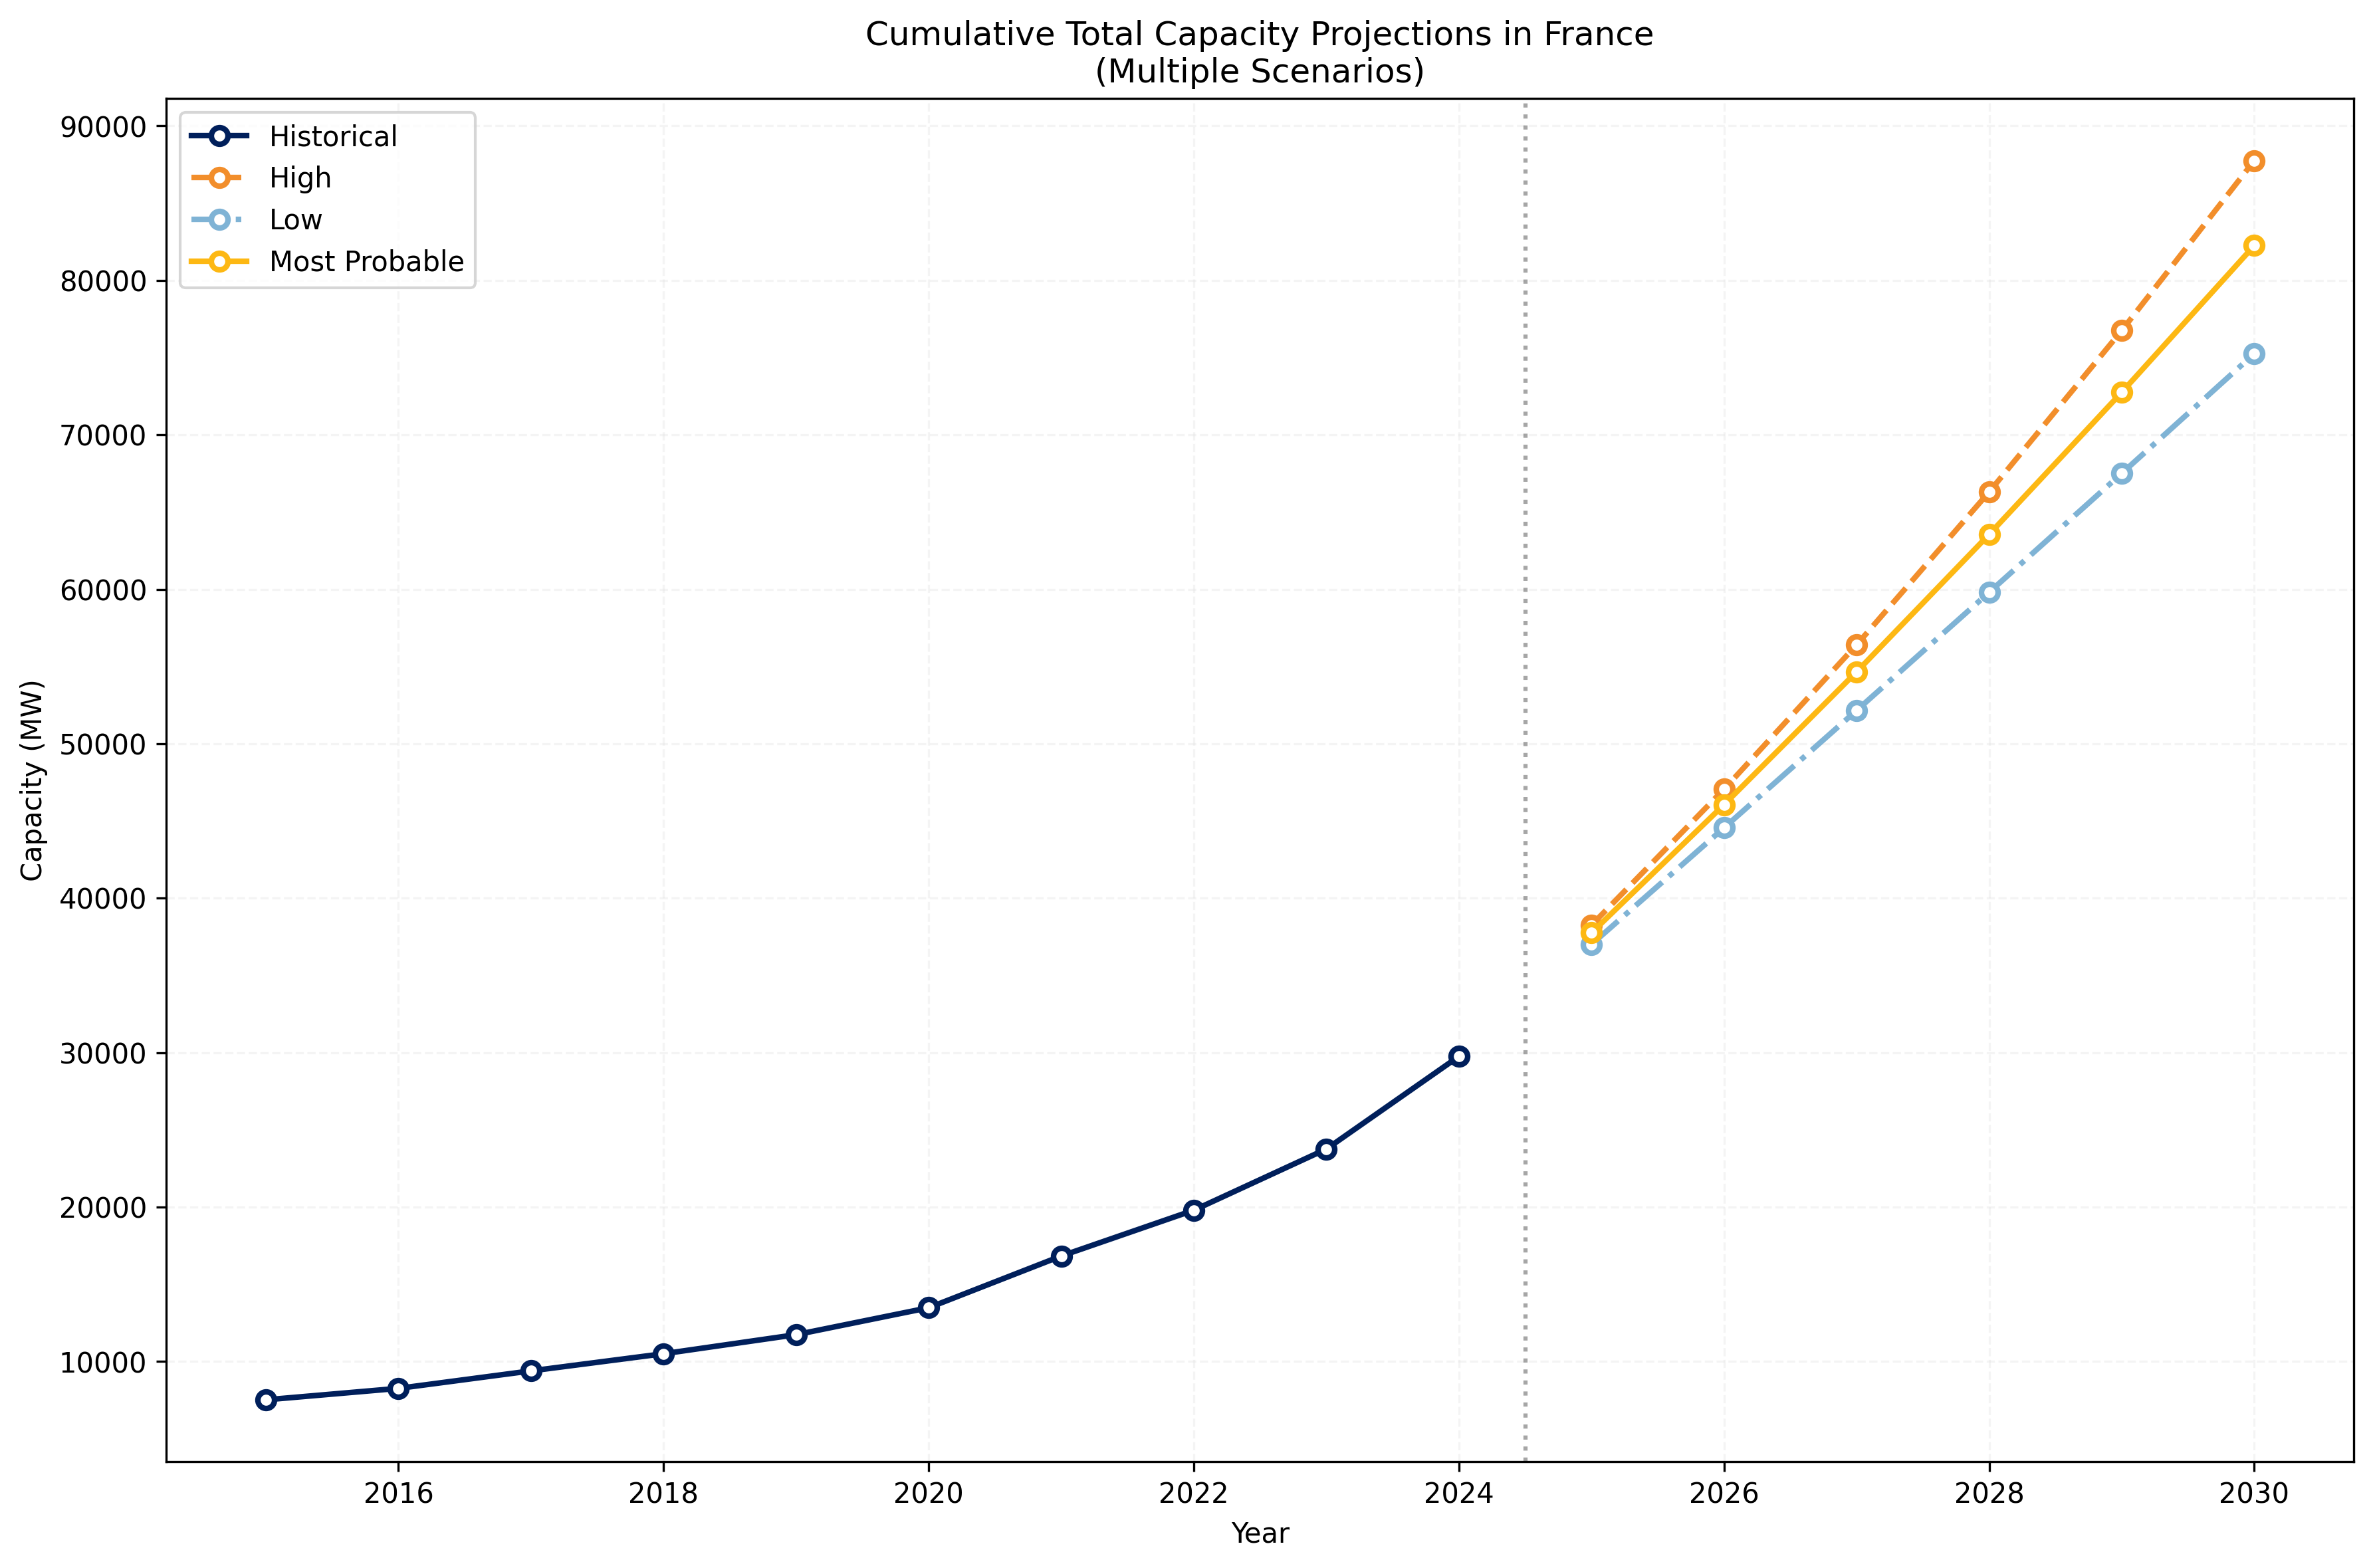 Cumulative Total Capacity Projections in France
(Multiple Scenarios)
Historical
High
Low
Most Probable
90000
80000
70000
60000
50000
40000
30000
20000
10000
Capacity (MW)
2016
2018
2020
2022
2024
2026
2028
2030
Year